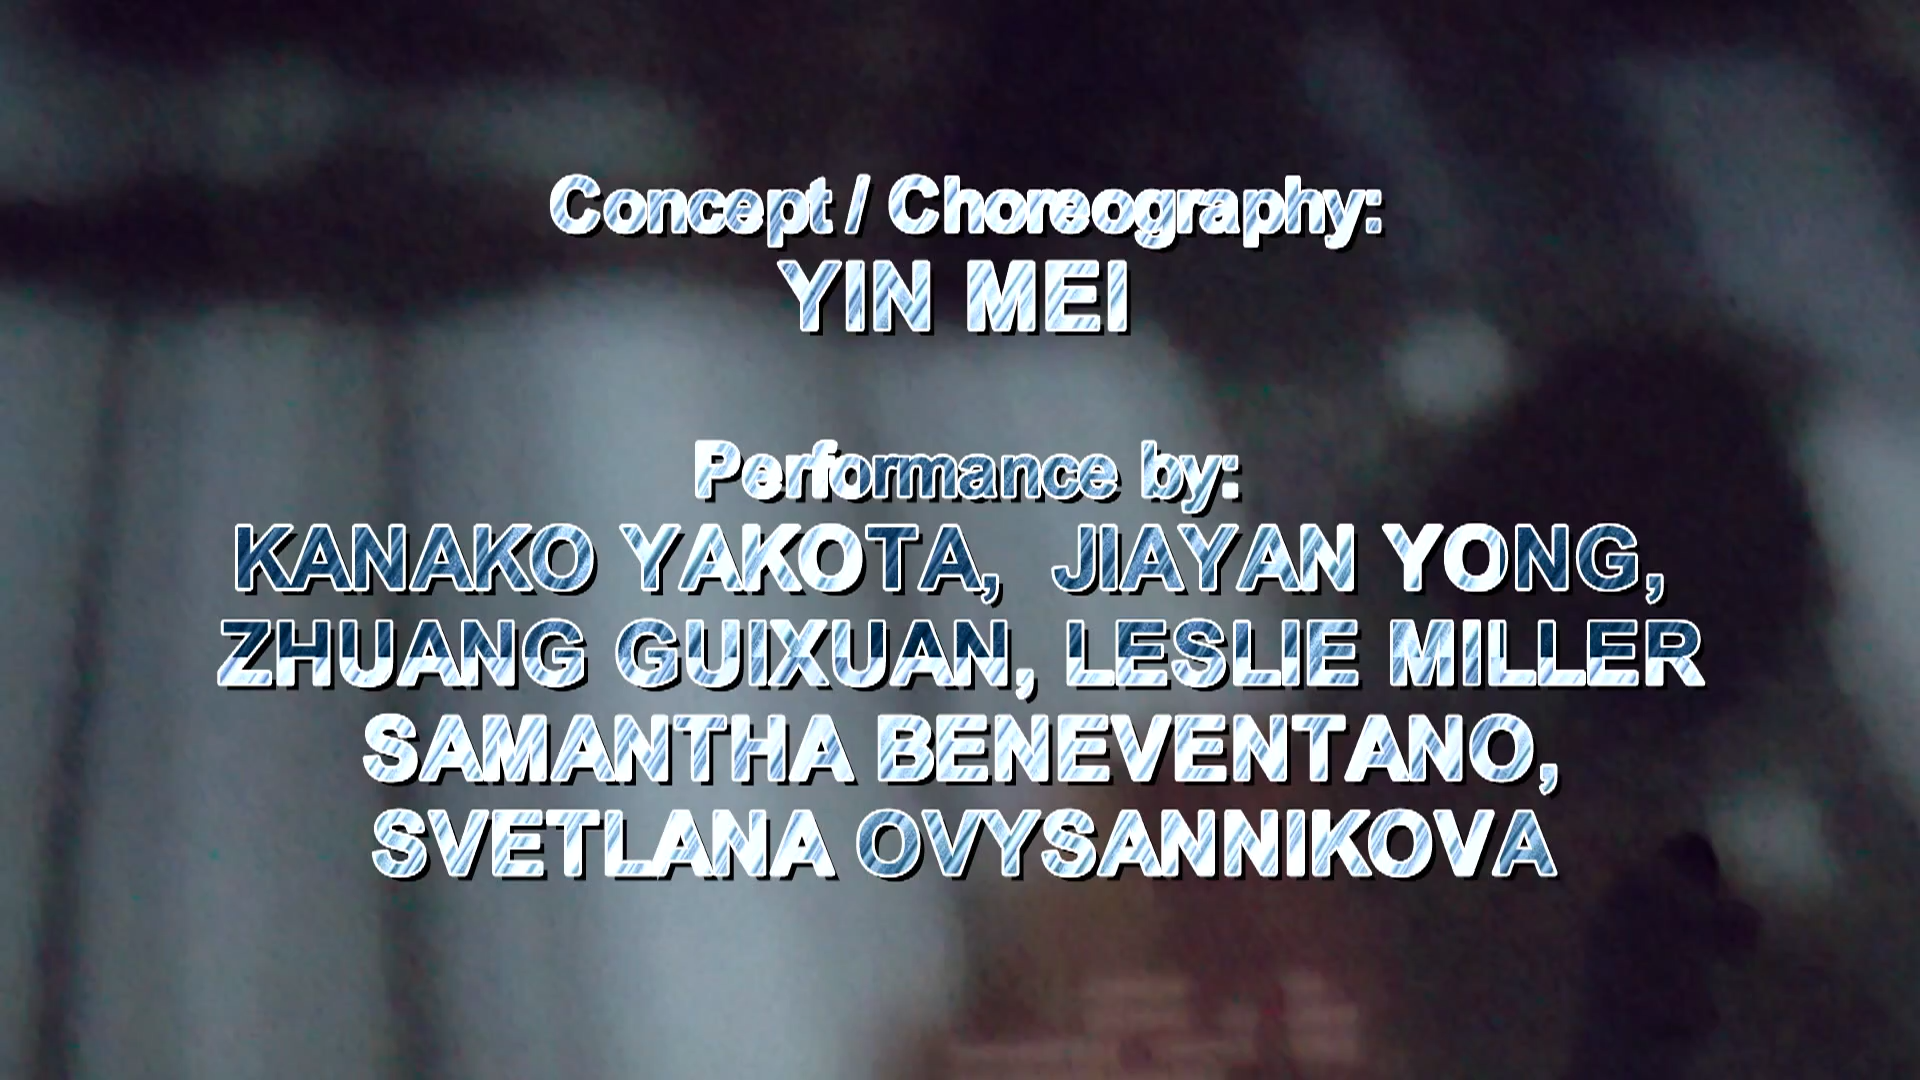 Concept / Choreography:
YIN MEI
Performance by:
KANAKO YAKOTA, JIAYAN YONG,
ZHUANG GUIXUAN, LESLIE MILLER
SAMANTHA BENEVENTANO,
SVETLANA OVYSANNIKOVA